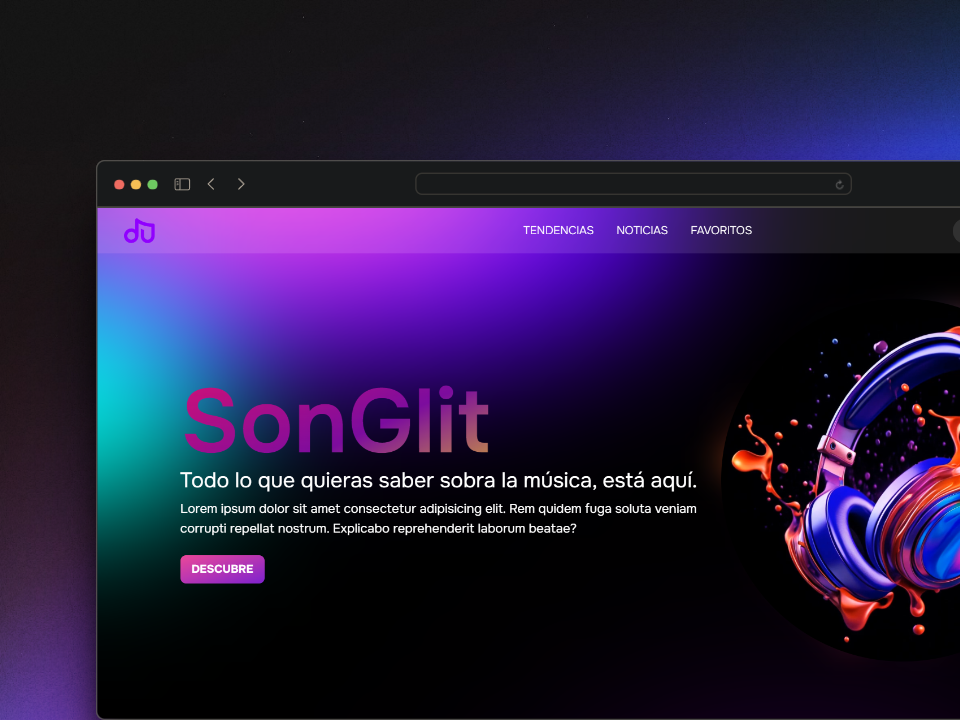 TENDENCIAS NOTICIAS FAVORITOS
SonGlit
Todo lo que quieras saber sobra la música, está aquí.
Lorem ipsum dolor sit amet consectetur adipisicing elit. Rem quidem fuga soluta veniam
corrupti repellat nostrum. Explicabo reprehenderit laborum beatae?
DESCUBRE